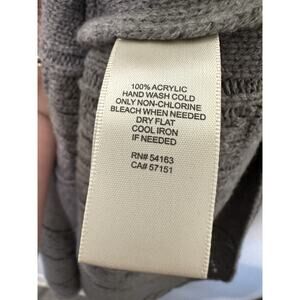 100% ACRYLIC
HAND WASH COLD
ONLY NON-CHLORINE
BLEACH WHEN NEEDED
DRY FLAT
COOL IRON
IF NEEDED
RN# 54163
CA# 57151